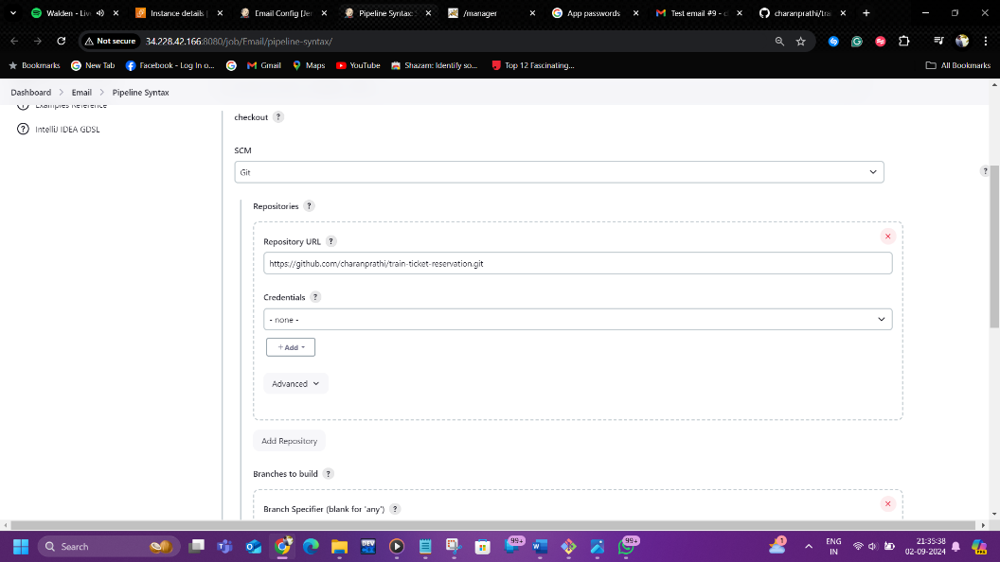 Walden - Live
Instance details |
Email Config [Jen
Pipeline Syntax:
/manager
App passwords
Test email #9 - c
charanprathi/trai
Not secure
34.228.42.166:8080/job/Email/pipeline-syntax/
Bookmarks
New Tab
Facebook - Log In o...
Gmail
Maps
YouTube
Shazam: Identify so...
Top 12 Fascinating...
All Bookmarks
Dashboard
Email
Pipeline Syntax
Examples Reference
IntelliJ IDEA GDSL
checkout ?
SCM
Git
?
Repositories ?
Repository URL ?
https://github.com/charanprathi/train-ticket-reservation.git
Credentials ?
- none -
+ Add
Advanced
Add Repository
Branches to build ?
Branch Specifier (blank for 'any') ?
Search
DEV
99+
99+
1
ENG
IN
21:35:38
02-09-2024